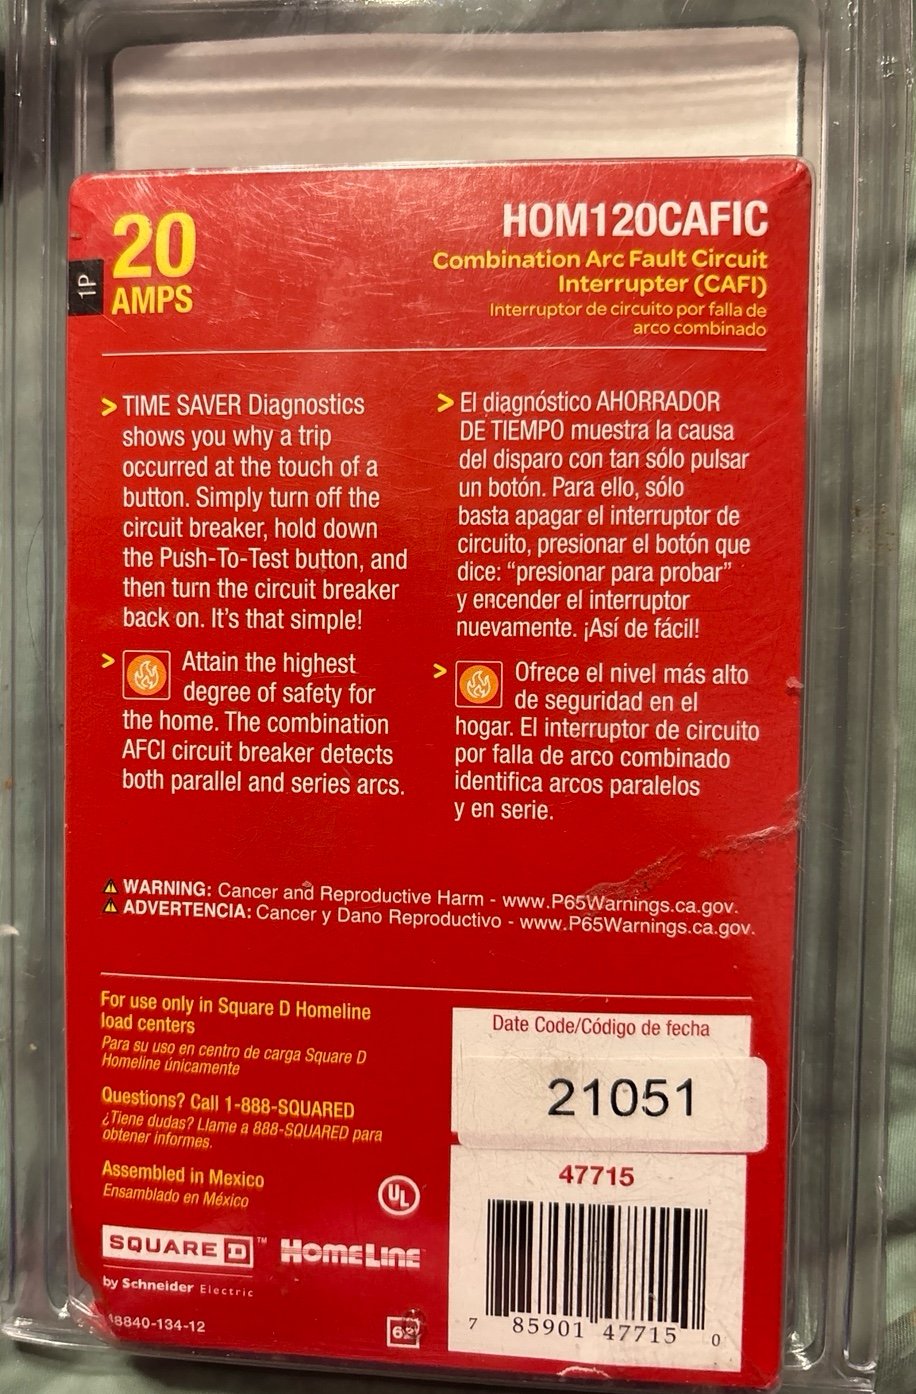 20
AMPS
1P
HOM120CAFIC
Combination Arc Fault Circuit
Interrupter (CAFI)
Interruptor de circuito por falla de
arco combinado
> TIME SAVER Diagnostics
shows you why a trip
occurred at the touch of a
button. Simply turn off the
circuit breaker, hold down
the Push-To-Test button, and
then turn the circuit breaker
back on. It's that simple!
> Attain the highest
degree of safety for
the home. The combination
AFCI circuit breaker detects
both parallel and series arcs.
> El diagnóstico AHORRADOR
DE TIEMPO muestra la causa
del disparo con tan sólo pulsar
un botón. Para ello, sólo
basta apagar el interruptor de
circuito, presionar el botón que
dice: “presionar para probar”
y encender el interruptor
nuevamente. ¡Así de fácil!
> Ofrece el nivel más alto
de seguridad en el
hogar. El interruptor de circuito
por falla de arco combinado
identifica arcos paralelos
y en serie.
WARNING: Cancer and Reproductive Harm - www.P65Warnings.ca.gov.
ADVERTENCIA: Cancer y Dano Reproductivo - www.P65Warnings.ca.gov.
For use only in Square D Homeline
load centers
Para su uso en centro de carga Square D
Homeline únicamente
Questions? Call 1-888-SQUARED
¿Tiene dudas? Llame a 888-SQUARED para
obtener informes.
Assembled in Mexico
Ensamblado en México
UL
SQUARE D™ HOMELINE
by Schneider Electric
48840-134-12
Date Code/Código de fecha
21051
47715
7 85901 47715 0